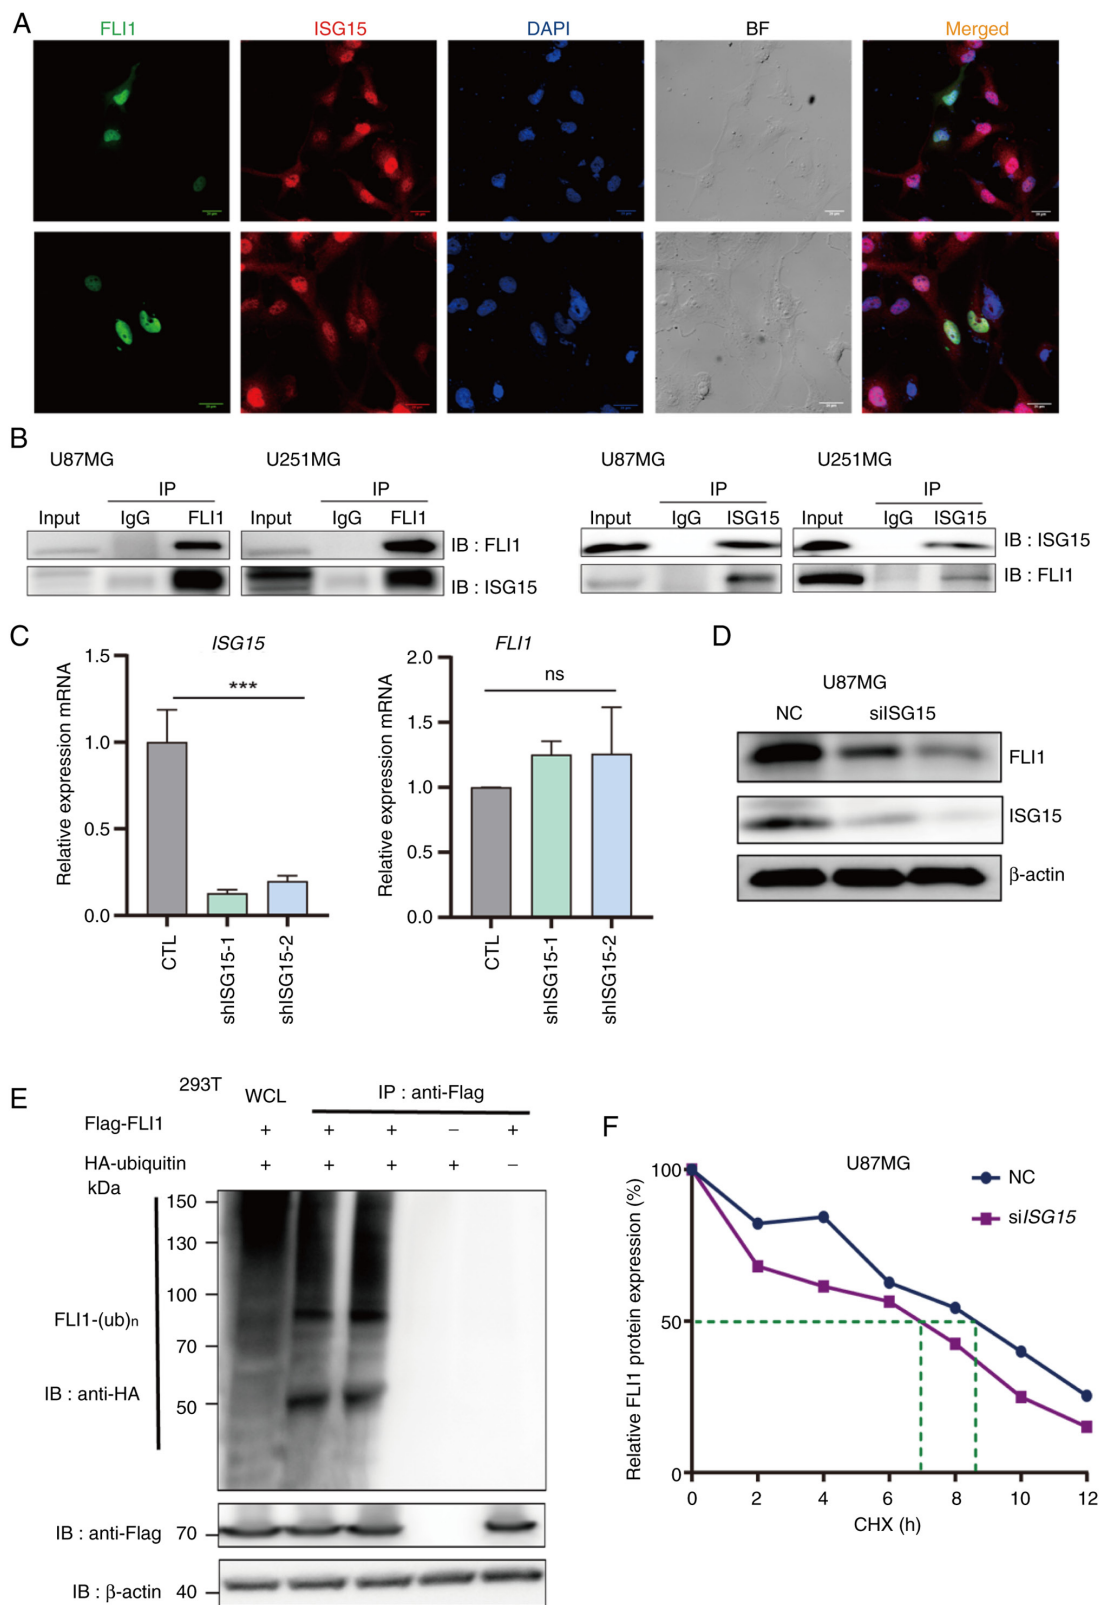 A
FLI1 ISG15 DAPI BF Merged
B
U87MG U251MG U87MG U251MG
IP IP IP IP
Input IgG FLI1 Input IgG FLI1 Input IgG ISG15 Input IgG ISG15
IB : FLI1 IB : ISG15
IB : ISG15 IB : FLI1
C
ISG15
Relative expression mRNA
1.5
1.0
0.5
0.0
***
CTL
shISG15-1
shISG15-2
FLI1
Relative expression mRNA
2.0
1.5
1.0
0.5
0.0
ns
CTL
shISG15-1
shISG15-2
D
U87MG
NC siISG15
FLI1
ISG15
β-actin
E
293T WCL IP : anti-Flag
Flag-FLI1 + + + – +
HA-ubiquitin + + + + –
kDa
150
130
100
FLI1-(ub)n
70
IB : anti-HA
50
IB : anti-Flag 70
IB : β-actin 40
F
U87MG
Relative FLI1 protein expression (%)
100
50
0
NC
siISG15
0 2 4 6 8 10 12
CHX (h)